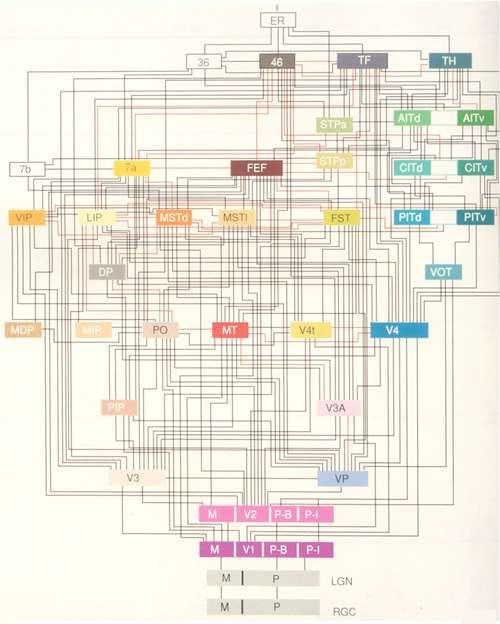 ER
36 46 TF TH
STPa AITd AITv
7b 7a FEF STPp CITd CITv
VIP LIP MSTd MSTl FST PITd PITv
DP VOT
MDP MIP PO MT V4t V4
PIP V3A
V3 VP
M V2 P-B P-I
M V1 P-B P-I
M P LGN
M P RGC